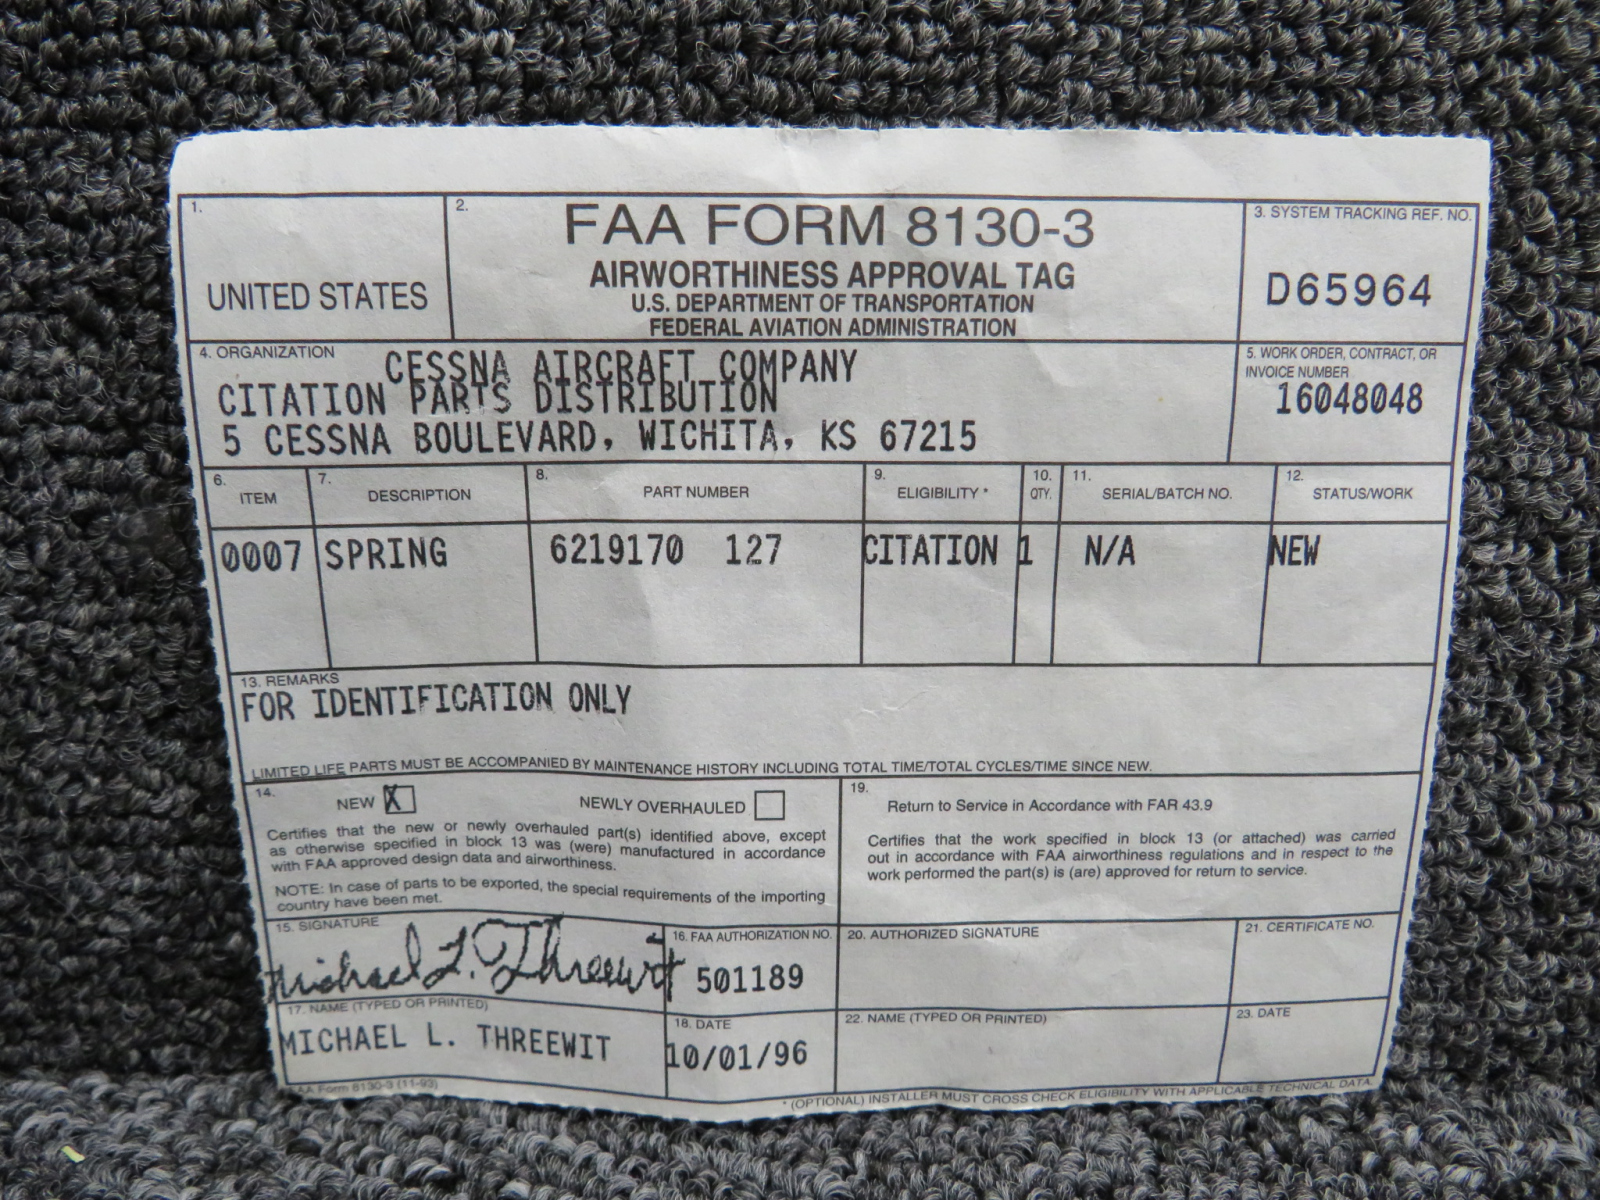 1.
UNITED STATES
2.
FAA FORM 8130-3
AIRWORTHINESS APPROVAL TAG
U.S. DEPARTMENT OF TRANSPORTATION
FEDERAL AVIATION ADMINISTRATION
3. SYSTEM TRACKING REF. NO.
D65964
4. ORGANIZATION
CESSNA AIRCRAFT COMPANY
CITATION PARTS DISTRIBUTION
5 CESSNA BOULEVARD, WICHITA, KS 67215
5. WORK ORDER, CONTRACT, OR
INVOICE NUMBER
16048048
6. ITEM
7. DESCRIPTION
8. PART NUMBER
9. ELIGIBILITY *
10. QTY.
11. SERIAL/BATCH NO.
12. STATUS/WORK
0007 SPRING 6219170 127 CITATION 1 N/A NEW
13. REMARKS
FOR IDENTIFICATION ONLY
LIMITED LIFE PARTS MUST BE ACCOMPANIED BY MAINTENANCE HISTORY INCLUDING TOTAL TIME/TOTAL CYCLES/TIME SINCE NEW.
14.
NEW X NEWLY OVERHAULED
Certifies that the new or newly overhauled part(s) identified above, except
as otherwise specified in block 13 was (were) manufactured in accordance
with FAA approved design data and airworthiness.
NOTE: In case of parts to be exported, the special requirements of the importing
country have been met.
19.
Return to Service in Accordance with FAR 43.9
Certifies that the work specified in block 13 (or attached) was carried
out in accordance with FAA airworthiness regulations and in respect to the
work performed the part(s) is (are) approved for return to service.
15. SIGNATURE
Michael L. Threewit
16. FAA AUTHORIZATION NO.
501189
20. AUTHORIZED SIGNATURE
21. CERTIFICATE NO.
17. NAME (TYPED OR PRINTED)
MICHAEL L. THREEWIT
18. DATE
10/01/96
22. NAME (TYPED OR PRINTED)
23. DATE
FAA Form 8130-3 (11-93)
* (OPTIONAL) INSTALLER MUST CROSS CHECK ELIGIBILITY WITH APPLICABLE TECHNICAL DATA.